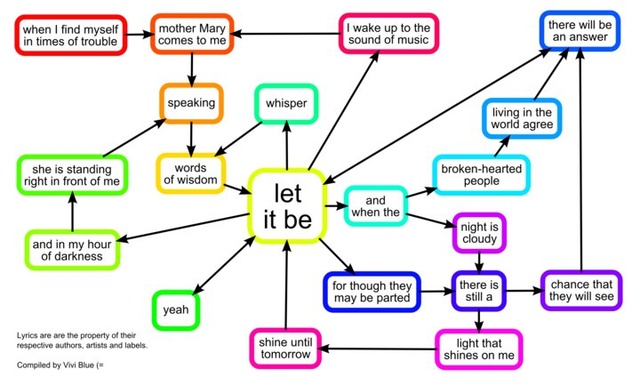 when I find myself
in times of trouble
mother Mary
comes to me
I wake up to the
sound of music
there will be
an answer
speaking
whisper
living in the
world agree
she is standing
right in front of me
words
of wisdom
let
it be
broken-hearted
people
and
when the
night is
cloudy
and in my hour
of darkness
yeah
for though they
may be parted
there is
still a
chance that
they will see
shine until
tomorrow
light that
shines on me
Lyrics are are the property of their
respective authors, artists and labels.
Compiled by Vivi Blue (=